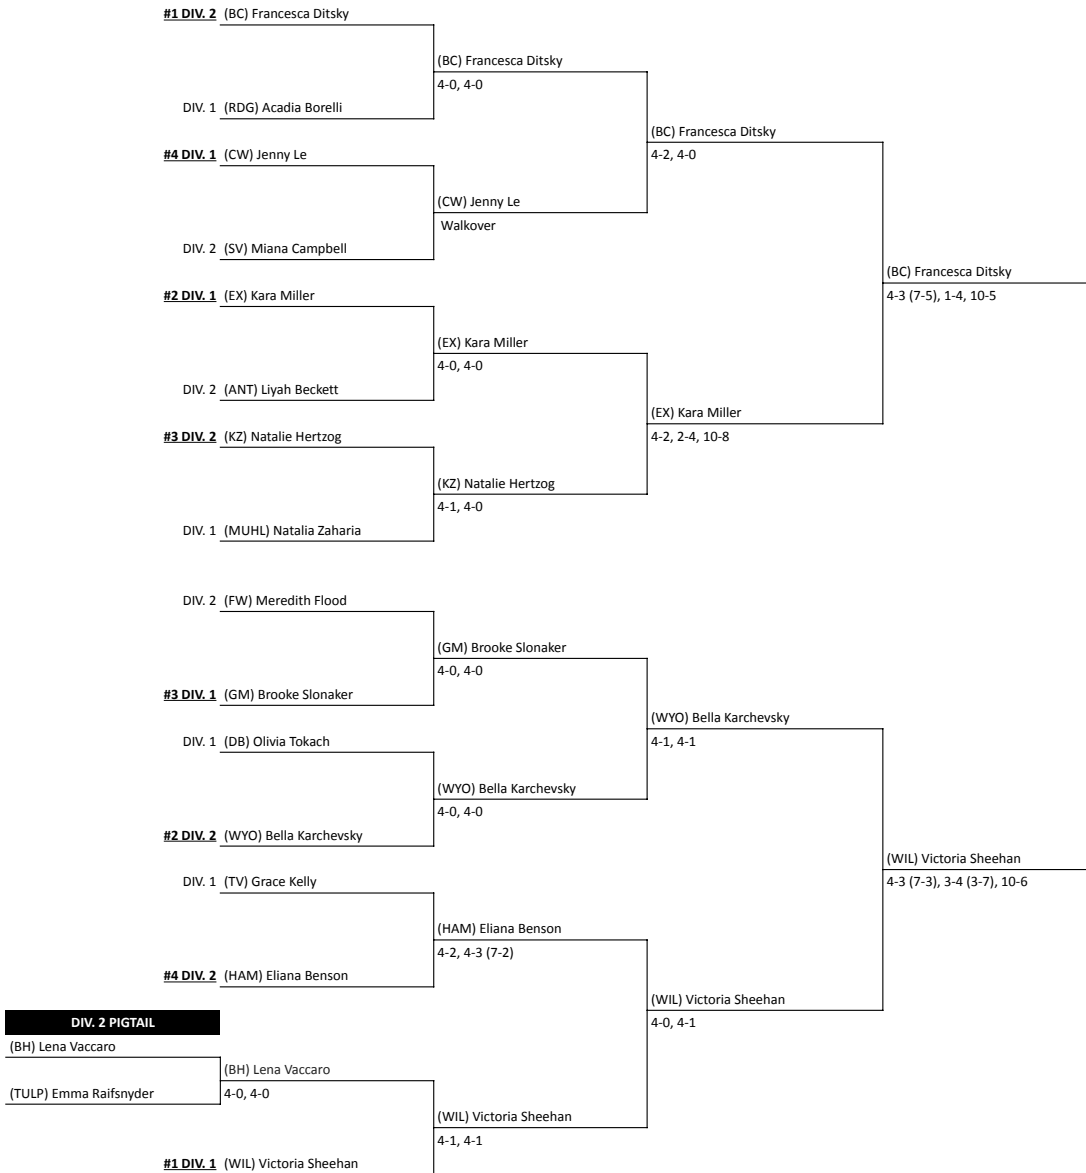 #1 DIV. 2 (BC) Francesca Ditsky
(BC) Francesca Ditsky
4-0, 4-0
DIV. 1 (RDG) Acadia Borelli
(BC) Francesca Ditsky
4-2, 4-0
#4 DIV. 1 (CW) Jenny Le
(CW) Jenny Le
Walkover
DIV. 2 (SV) Miana Campbell
(BC) Francesca Ditsky
4-3 (7-5), 1-4, 10-5
#2 DIV. 1 (EX) Kara Miller
(EX) Kara Miller
4-0, 4-0
DIV. 2 (ANT) Liyah Beckett
(EX) Kara Miller
4-2, 2-4, 10-8
#3 DIV. 2 (KZ) Natalie Hertzog
(KZ) Natalie Hertzog
4-1, 4-0
DIV. 1 (MUHL) Natalia Zaharia
DIV. 2 (FW) Meredith Flood
(GM) Brooke Slonaker
4-0, 4-0
#3 DIV. 1 (GM) Brooke Slonaker
(WYO) Bella Karchevsky
4-1, 4-1
DIV. 1 (DB) Olivia Tokach
(WYO) Bella Karchevsky
4-0, 4-0
#2 DIV. 2 (WYO) Bella Karchevsky
(WIL) Victoria Sheehan
4-3 (7-3), 3-4 (3-7), 10-6
DIV. 1 (TV) Grace Kelly
(HAM) Eliana Benson
4-2, 4-3 (7-2)
#4 DIV. 2 (HAM) Eliana Benson
(WIL) Victoria Sheehan
4-0, 4-1
DIV. 2 PIGTAIL
(BH) Lena Vaccaro
(BH) Lena Vaccaro
4-0, 4-0
(TULP) Emma Raifsnyder
(WIL) Victoria Sheehan
4-1, 4-1
#1 DIV. 1 (WIL) Victoria Sheehan